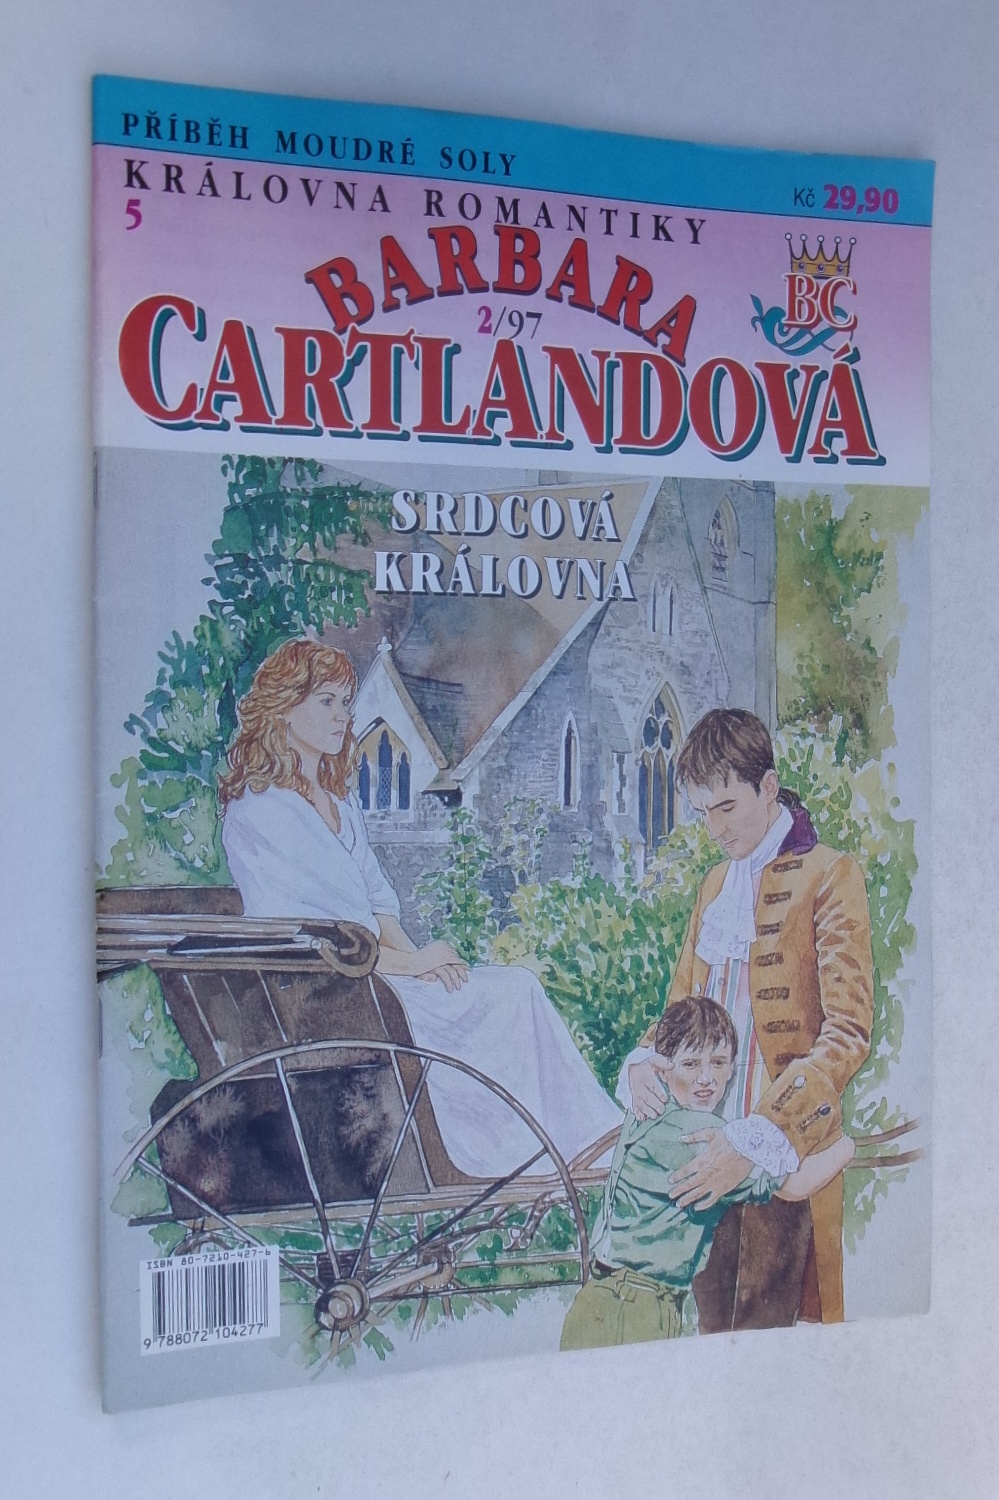 PŘÍBĚH MOUDRÉ SOLY
Kč 29,90
KRÁLOVNA ROMANTIKY
5
BARBARA
BC
2/97
CARTLANDOVÁ
SRDCOVÁ
KRÁLOVNA
ISBN 80-7210-427-6
9 788072 104277